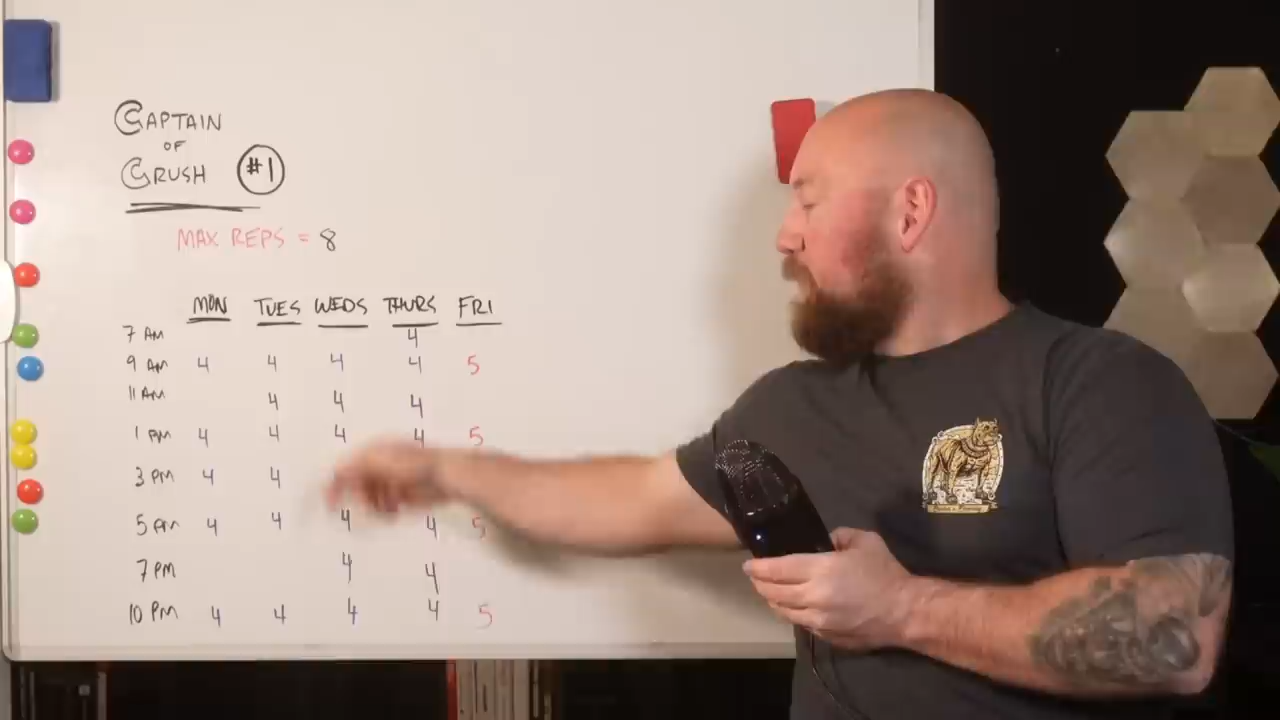 CAPTAIN
OF
CRUSH #1
MAX REPS = 8
MON TUES WEDS THURS FRI
7 AM 4
9 AM 4 4 4 4 5
11 AM 4 4 4
1 PM 4 4 4 4 5
3 PM 4 4
5 PM 4 4 4 4 5
7 PM 4 4
10 PM 4 4 4 4 5